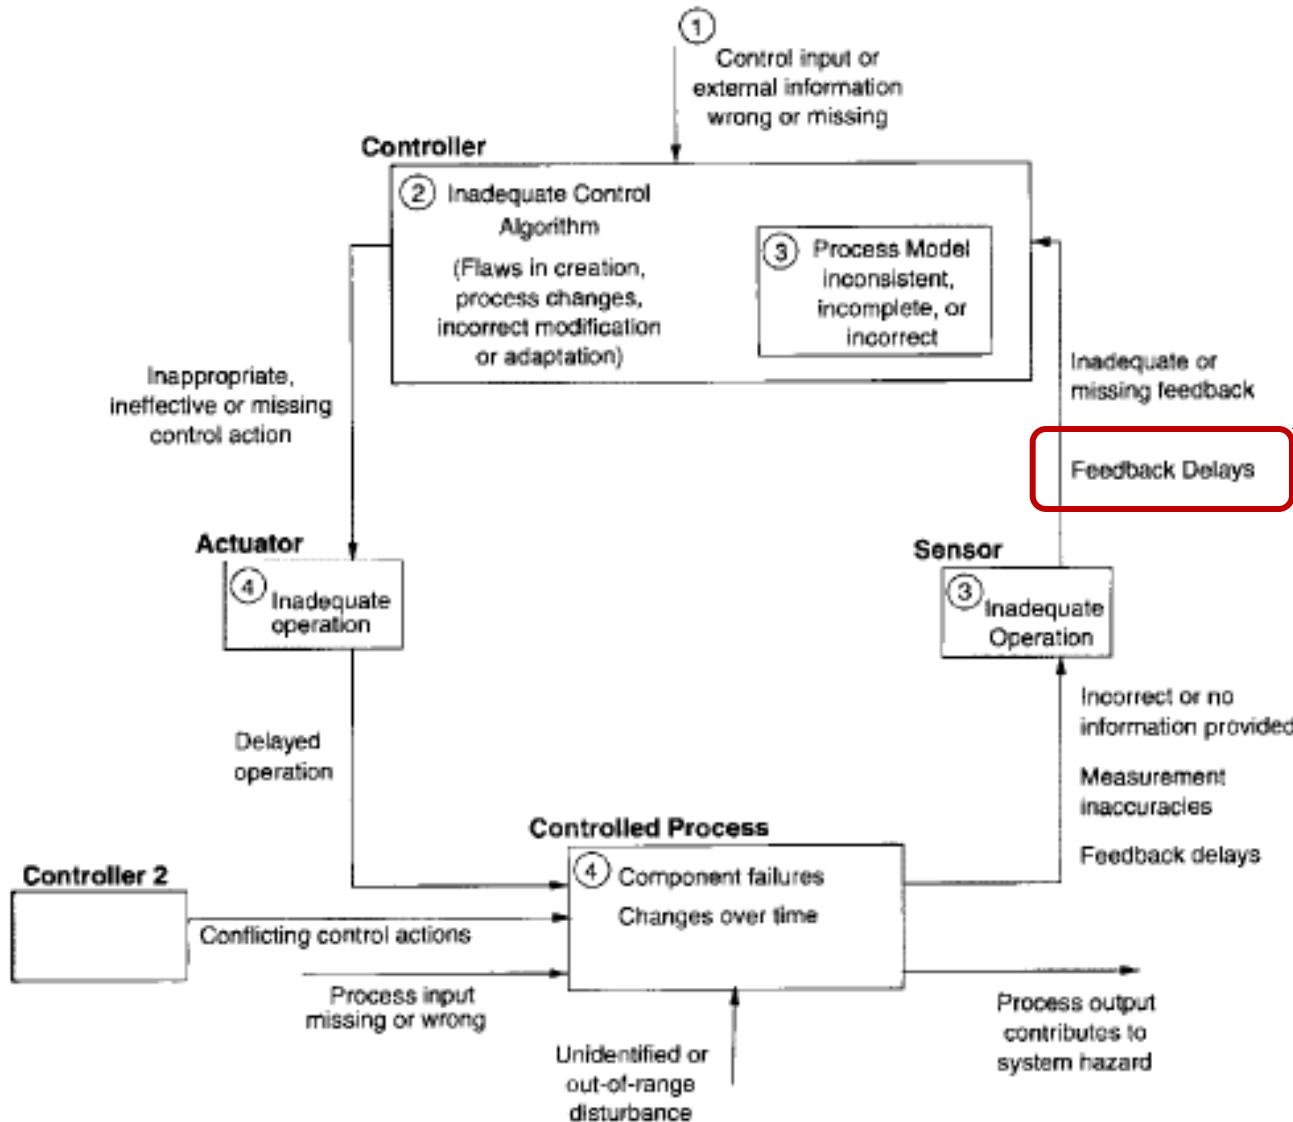 1
Control input or
external information
wrong or missing
Controller
2 Inadequate Control
Algorithm
(Flaws in creation,
process changes,
incorrect modification
or adaptation)
3 Process Model
inconsistent,
incomplete, or
incorrect
Inappropriate,
ineffective or missing
control action
Inadequate or
missing feedback
Feedback Delays
Actuator
4 Inadequate
operation
Sensor
3 Inadequate
Operation
Delayed
operation
Incorrect or no
information provided
Measurement
inaccuracies
Feedback delays
Controlled Process
4 Component failures
Changes over time
Controller 2
Conflicting control actions
Process input
missing or wrong
Unidentified or
out-of-range
disturbance
Process output
contributes to
system hazard